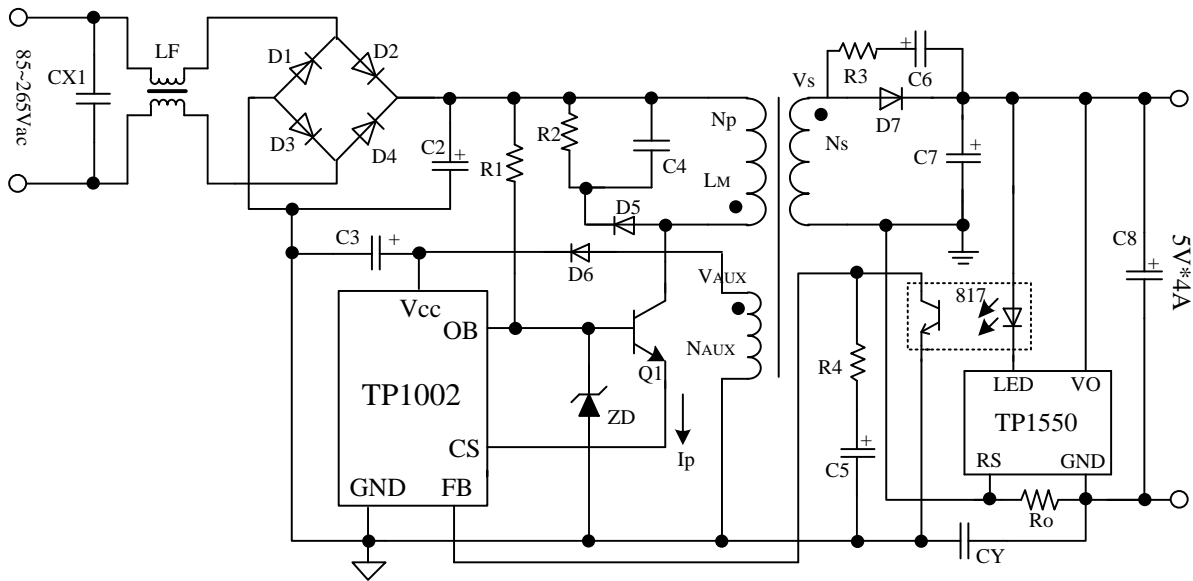 85~265Vac
CX1
LF
D1
D2
D3
D4
C2
R1
R2
C4
D5
Np
LM
Vs
Ns
R3
C6
D7
C7
C8
5V*4A
C3
D6
VAUX
NAUX
Vcc
OB
TP1002
CS
GND
FB
Q1
ZD
Ip
R4
C5
817
LED
VO
TP1550
RS
GND
Ro
CY